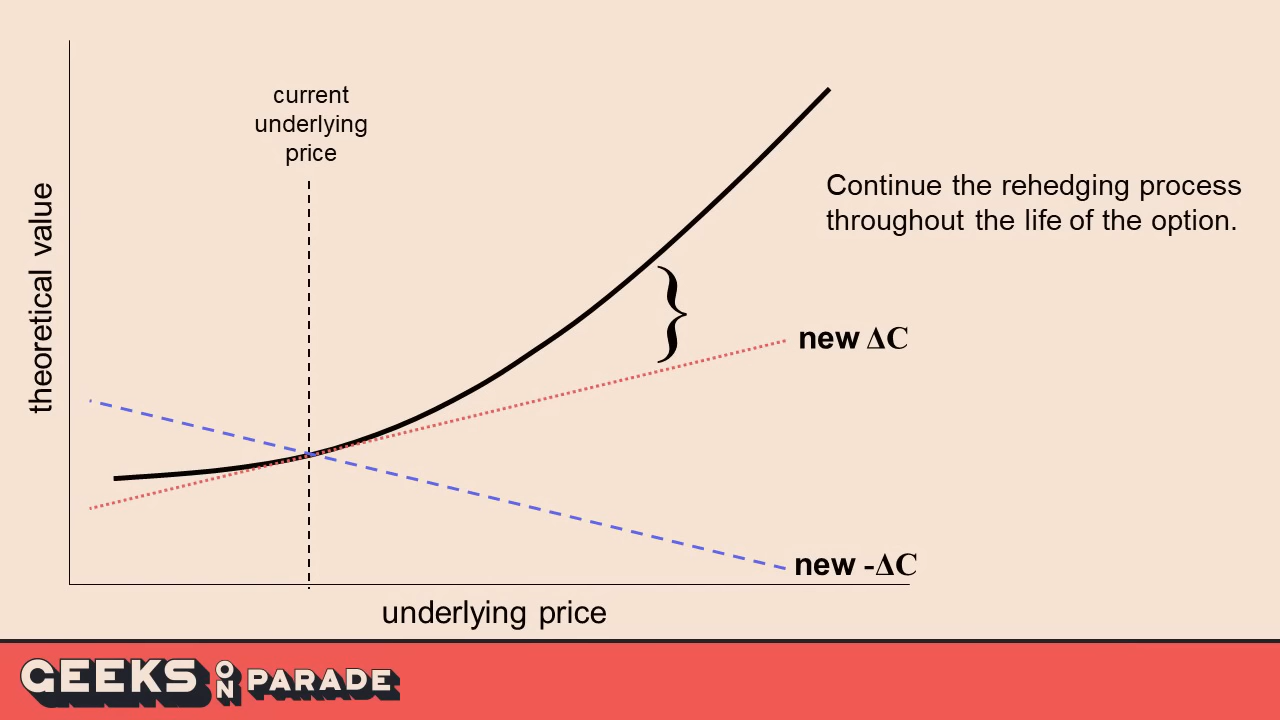 current
underlying
price
theoretical value
Continue the rehedging process
throughout the life of the option.
}
new ΔC
new -ΔC
underlying price
GEEKS ON PARADE